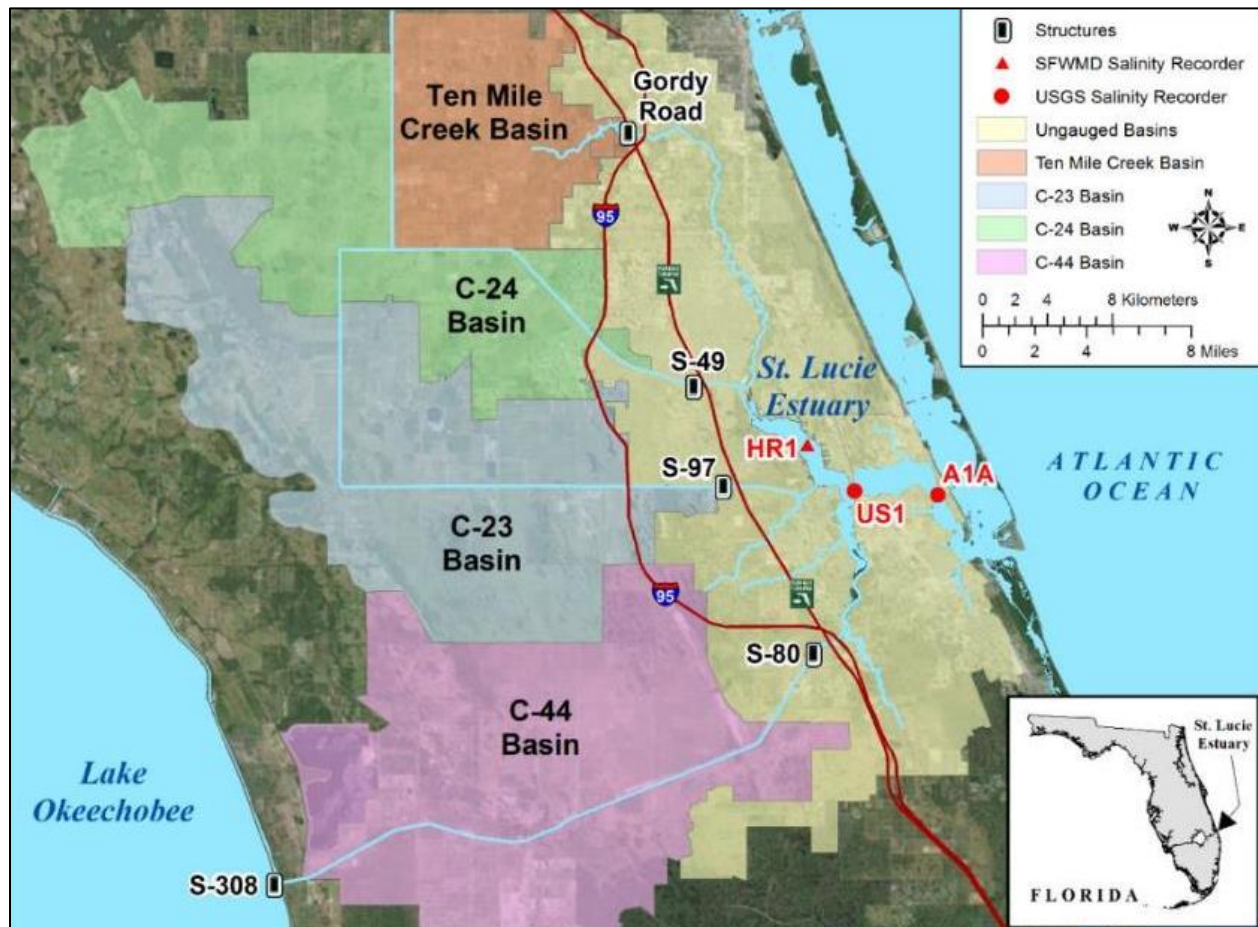 Structures
SFWMD Salinity Recorder
USGS Salinity Recorder
Ungauged Basins
Ten Mile Creek Basin
C-23 Basin
C-24 Basin
C-44 Basin
N
W
E
S
0 2 4 8 Kilometers
0 2 4 8 Miles
Ten Mile
Creek Basin
Gordy
Road
95
C-24
Basin
S-49
St. Lucie
Estuary
HR1
S-97
US1
A1A
ATLANTIC
OCEAN
C-23
Basin
95
S-80
C-44
Basin
Lake
Okeechobee
S-308
St. Lucie
Estuary
FLORIDA